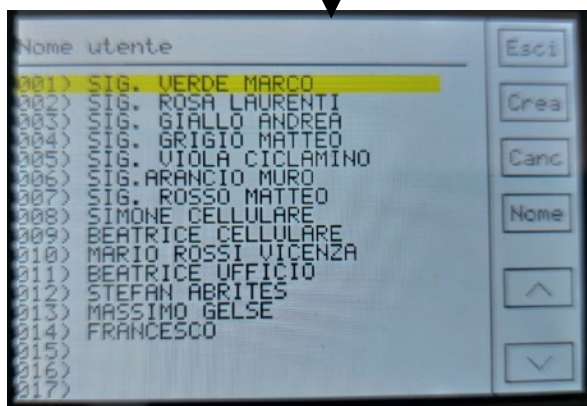 Nome utente
001) SIG. VERDE MARCO
002) SIG. ROSA LAURENTI
003) SIG. GIALLO ANDREA
004) SIG. GRIGIO MATTEO
005) SIG. VIOLA CICLAMINO
006) SIG.ARANCIO MURO
007) SIG. ROSSO MATTEO
008) SIMONE CELLULARE
009) BEATRICE CELLULARE
010) MARIO ROSSI VICENZA
011) BEATRICE UFFICIO
012) STEFAN ABRITES
013) MASSIMO GELSE
014) FRANCESCO
015)
016)
017)
Esci
Crea
Canc
Nome